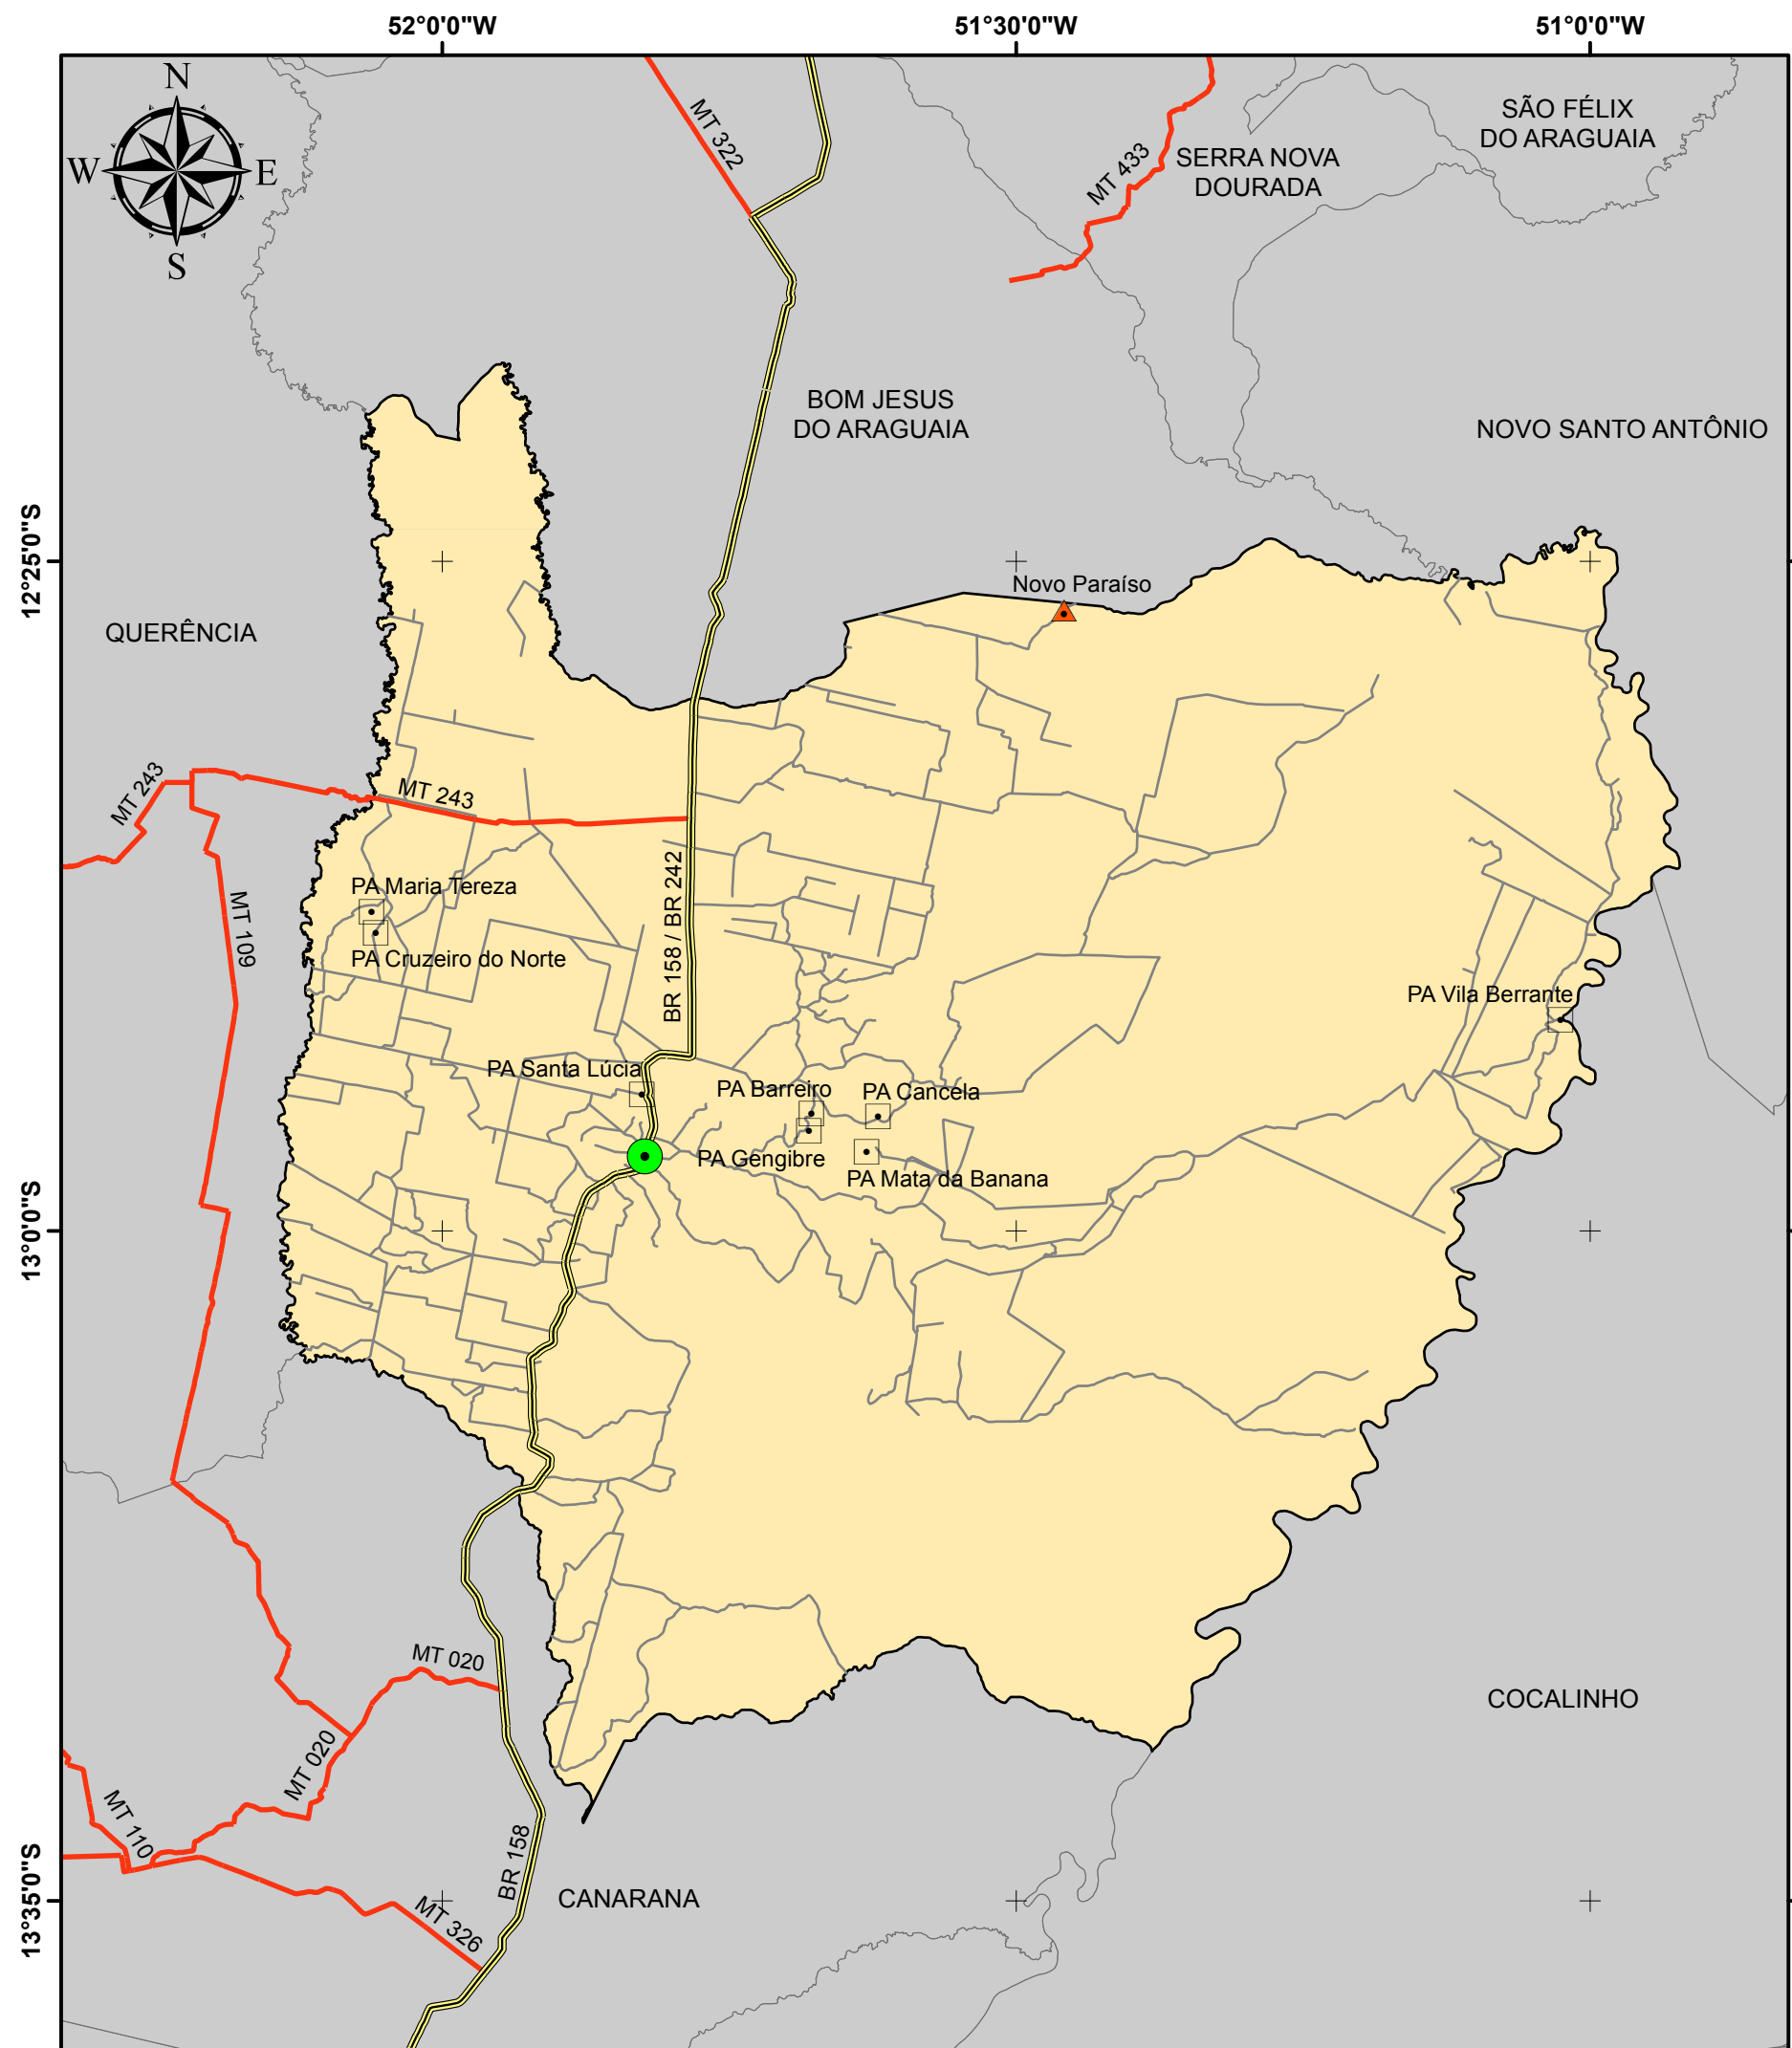 52°0'0"W
51°30'0"W
51°0'0"W
N
W
E
S
MT 322
MT 433
SÃO FÉLIX
DO ARAGUAIA
SERRA NOVA
DOURADA
BOM JESUS
DO ARAGUAIA
NOVO SANTO ANTÔNIO
12°25'0"S
Novo Paraíso
QUERÊNCIA
MT 243
MT 243
BR 158 / BR 242
PA Maria Tereza
MT 109
PA Cruzeiro do Norte
PA Vila Berrante
PA Santa Lúcia
PA Barreiro
PA Cancela
PA Gengibre
PA Mata da Banana
13°0'0"S
MT 020
COCALINHO
MT 020
MT 110
BR 158
13°35'0"S
CANARANA
MT 326